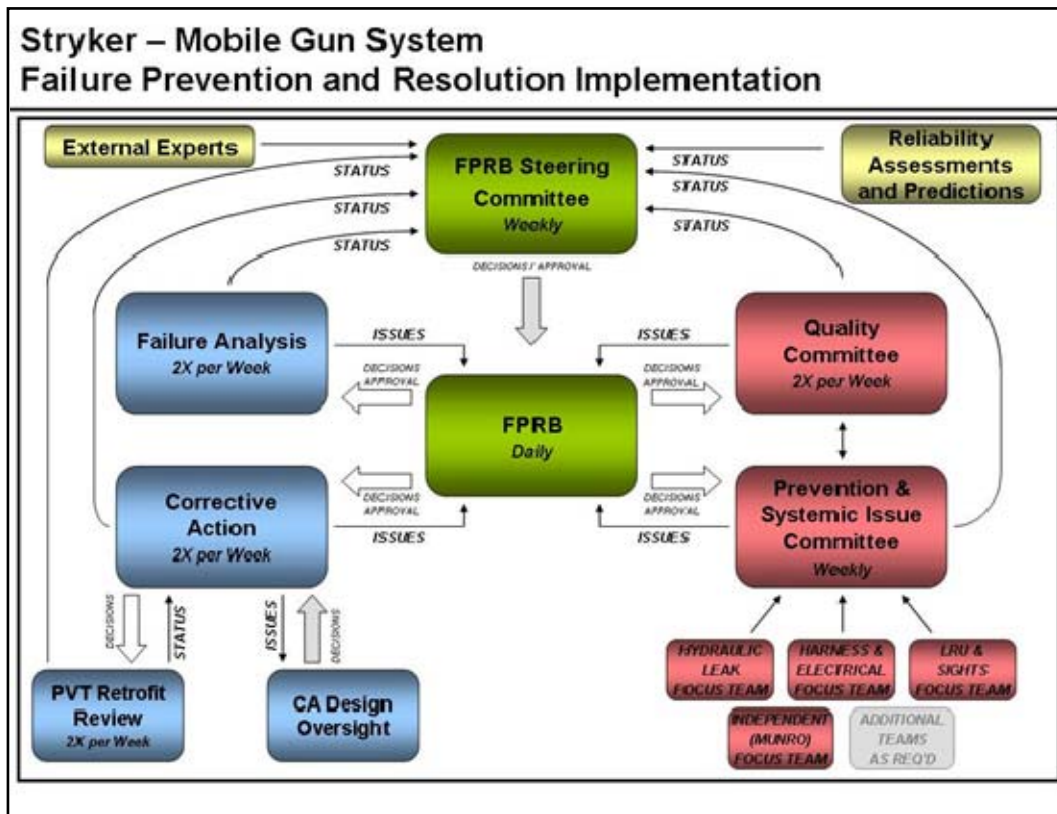 Stryker – Mobile Gun System
Failure Prevention and Resolution Implementation
External Experts
STATUS
STATUS
STATUS
FPRB Steering
Committee
Weekly
STATUS
STATUS
STATUS
Reliability
Assessments
and Predictions
DECISIONS / APPROVAL
Failure Analysis
2X per Week
ISSUES
DECISIONS
APPROVAL
FPRB
Daily
ISSUES
DECISIONS
APPROVAL
Quality
Committee
2X per Week
Corrective
Action
2X per Week
DECISIONS
APPROVAL
ISSUES
DECISIONS
APPROVAL
ISSUES
Prevention &
Systemic Issue
Committee
Weekly
DECISIONS
STATUS
ISSUES
DECISIONS
PVT Retrofit
Review
2X per Week
CA Design
Oversight
HYDRAULIC
LEAK
FOCUS TEAM
HARNESS &
ELECTRICAL
FOCUS TEAM
LRU &
SIGHTS
FOCUS TEAM
INDEPENDENT
(MUNRO)
FOCUS TEAM
ADDITIONAL
TEAMS
AS REQ'D